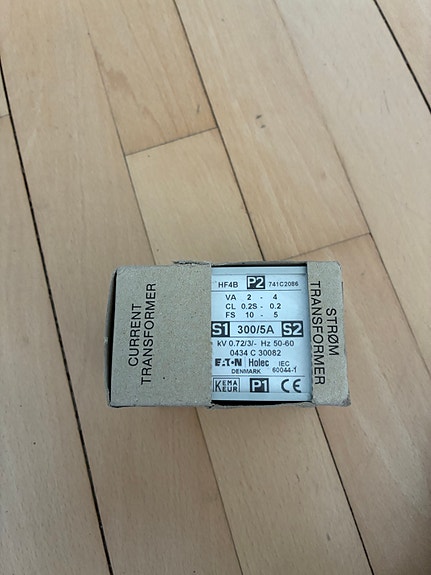 CURRENT
TRANSFORMER
HF4B P2 741C2086
VA 2 - 4
CL 0.2S - 0.2
FS 10 - 5
S1 300/5A S2
kV 0.72/3/- Hz 50-60
0434 C 30082
EATON Holec IEC
DENMARK 60044-1
KEMA
KEUR P1 CE
STRØM
TRANSFORMER